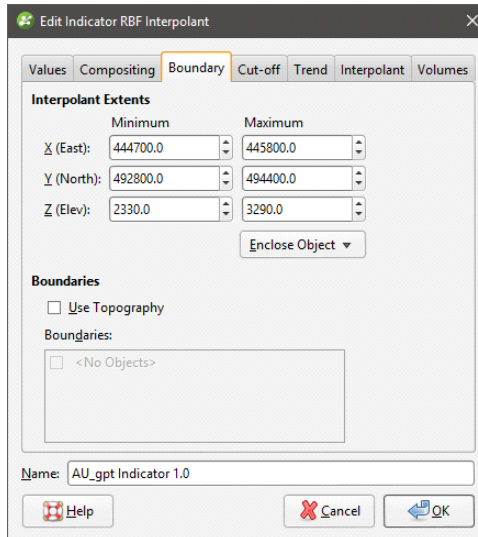 Edit Indicator RBF Interpolant
Values Compositing Boundary Cut-off Trend Interpolant Volumes
Interpolant Extents
Minimum Maximum
X (East): 444700.0 445800.0
Y (North): 492800.0 494400.0
Z (Elev): 2330.0 3290.0
Enclose Object
Boundaries
Use Topography
Boundaries:
<No Objects>
Name: AU_gpt Indicator 1.0
Help Cancel OK